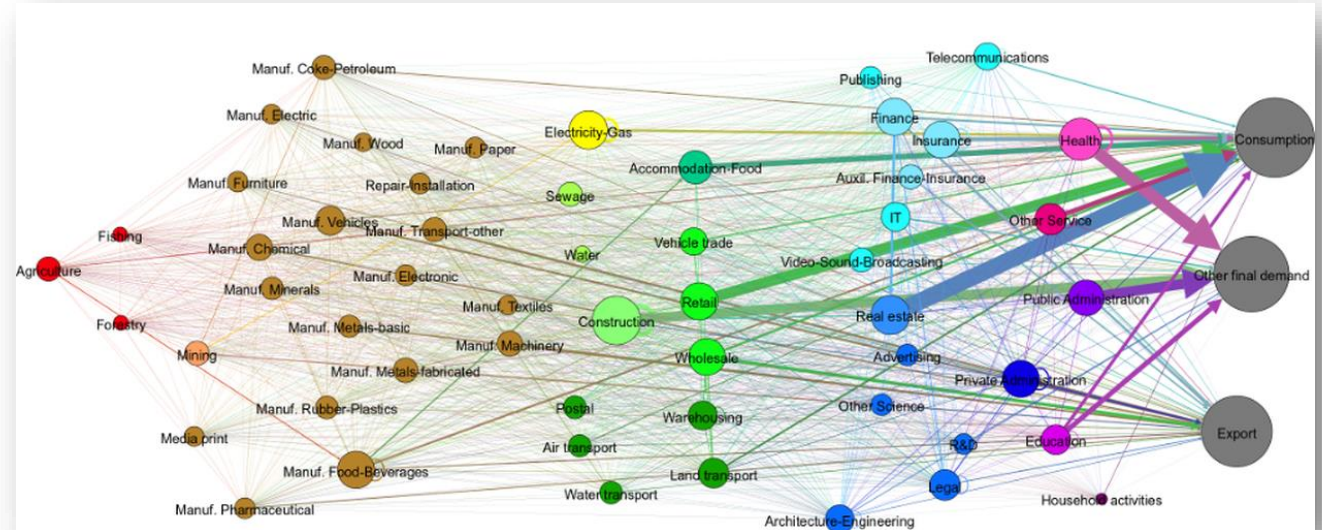 Telecommunications
Manuf. Coke-Petroleum
Publishing
Manuf. Electric
Finance
Electricity-Gas
Manuf. Wood
Manuf. Paper
Insurance
Health
Consumption
Accommodation-Food
Auxil. Finance-Insurance
Manuf. Furniture
Repair-Installation
Sewage
IT
Other Service
Manuf. Vehicles
Manuf. Transport-other
Fishing
Manuf. Chemical
Vehicle trade
Water
Video-Sound-Broadcasting
Agriculture
Manuf. Electronic
Other final demand
Manuf. Minerals
Public Administration
Manuf. Textiles
Retail
Forestry
Construction
Real estate
Manuf. Metals-basic
Manuf. Machinery
Mining
Wholesale
Advertising
Manuf. Metals-fabricated
Private Administration
Manuf. Rubber-Plastics
Postal
Other Science
Warehousing
Export
Media print
Air transport
R&D
Education
Manuf. Food-Beverages
Land transport
Legal
Water transport
Household activities
Manuf. Pharmaceutical
Architecture-Engineering